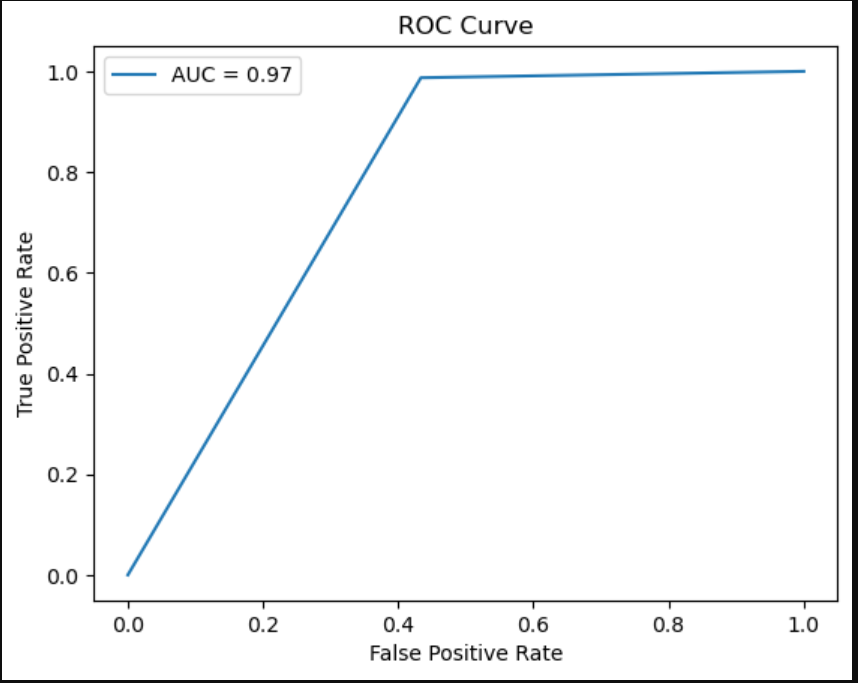 ROC Curve
AUC = 0.97
1.0
0.8
0.6
0.4
0.2
0.0
True Positive Rate
0.0 0.2 0.4 0.6 0.8 1.0
False Positive Rate